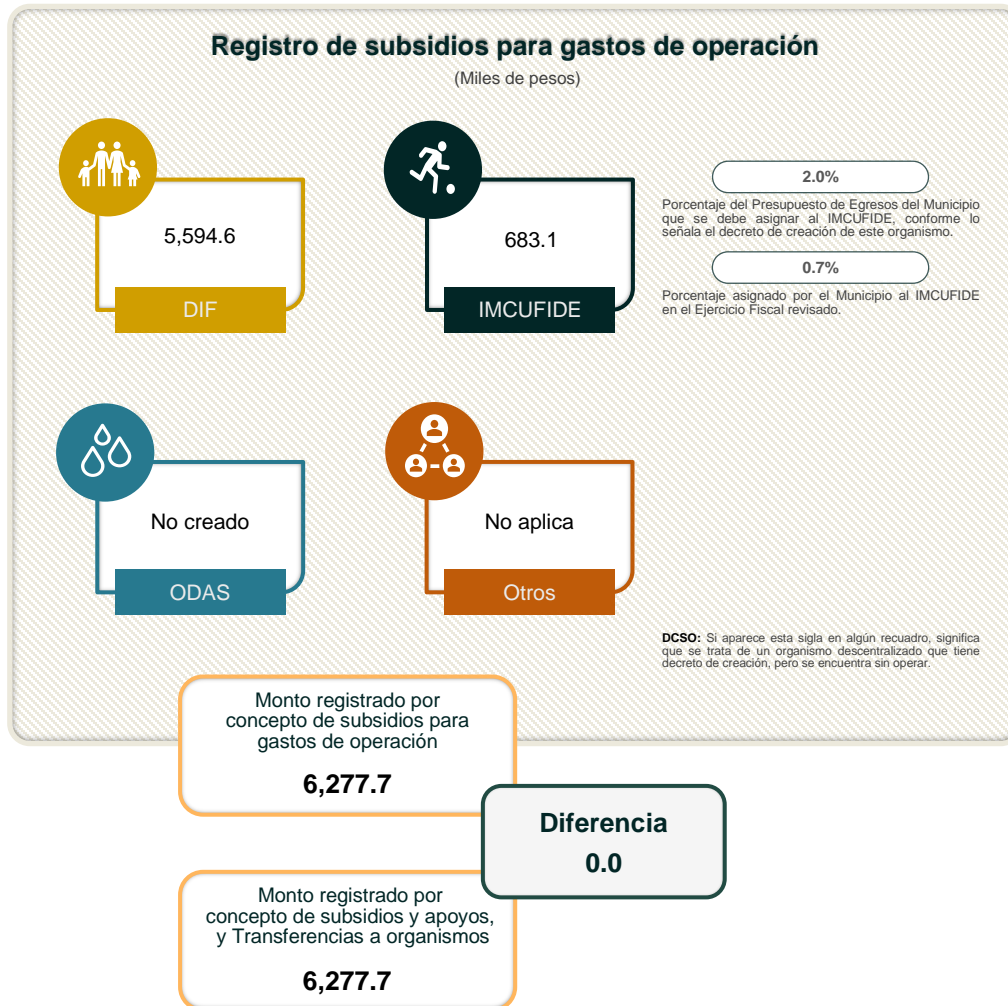 Registro de subsidios para gastos de operación
(Miles de pesos)
5,594.6
DIF
683.1
IMCUFIDE
2.0%
Porcentaje del Presupuesto de Egresos del Municipio
que se debe asignar al IMCUFIDE, conforme lo
señala el decreto de creación de este organismo.
0.7%
Porcentaje asignado por el Municipio al IMCUFIDE
en el Ejercicio Fiscal revisado.
No creado
ODAS
No aplica
Otros
DCSO: Si aparece esta sigla en algún recuadro, significa
que se trata de un organismo descentralizado que tiene
decreto de creación, pero se encuentra sin operar.
Monto registrado por
concepto de subsidios para
gastos de operación
6,277.7
Diferencia
0.0
Monto registrado por
concepto de subsidios y apoyos,
y Transferencias a organismos
6,277.7